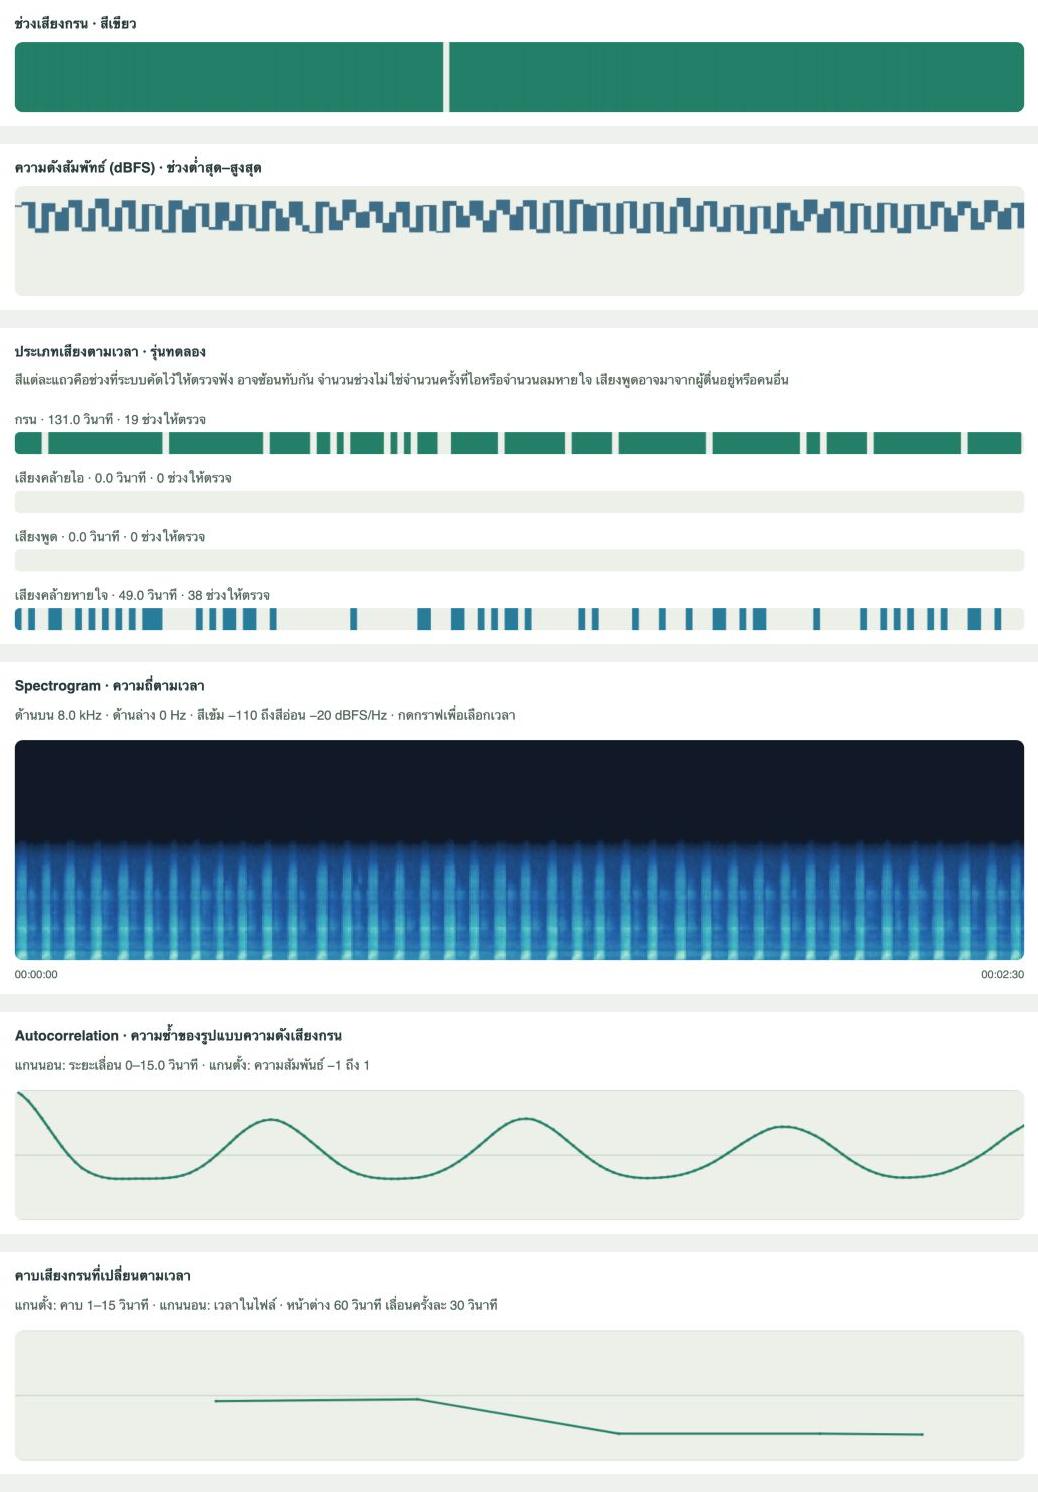 ช่วงเสียงกรน · สีเขียว
ความดังสัมพัทธ์ (dBFS) · ช่วงต่ำสุด–สูงสุด
ประเภทเสียงตามเวลา · รุ่นทดลอง
สีแต่ละแถวคือช่วงที่ระบบคัดไว้ให้ตรวจฟัง อาจซ้อนทับกัน จำนวนช่วงไม่ใช่จำนวนครั้งที่ไอหรือจำนวนลมหายใจ เสียงพูดอาจมาจากผู้ตื่นอยู่หรือคนอื่น
กรน · 131.0 วินาที · 19 ช่วงให้ตรวจ
เสียงคล้ายไอ · 0.0 วินาที · 0 ช่วงให้ตรวจ
เสียงพูด · 0.0 วินาที · 0 ช่วงให้ตรวจ
เสียงคล้ายหายใจ · 49.0 วินาที · 38 ช่วงให้ตรวจ
Spectrogram · ความถี่ตามเวลา
ด้านบน 8.0 kHz · ด้านล่าง 0 Hz · สีเข้ม −110 ถึงสีอ่อน −20 dBFS/Hz · กดกราฟเพื่อเลือกเวลา
00:00:00 00:02:30
Autocorrelation · ความซ้ำของรูปแบบความดังเสียงกรน
แกนนอน: ระยะเลื่อน 0–15.0 วินาที · แกนตั้ง: ความสัมพันธ์ −1 ถึง 1
คาบเสียงกรนที่เปลี่ยนตามเวลา
แกนตั้ง: คาบ 1–15 วินาที · แกนนอน: เวลาในไฟล์ · หน้าต่าง 60 วินาที เลื่อนครั้งละ 30 วินาที